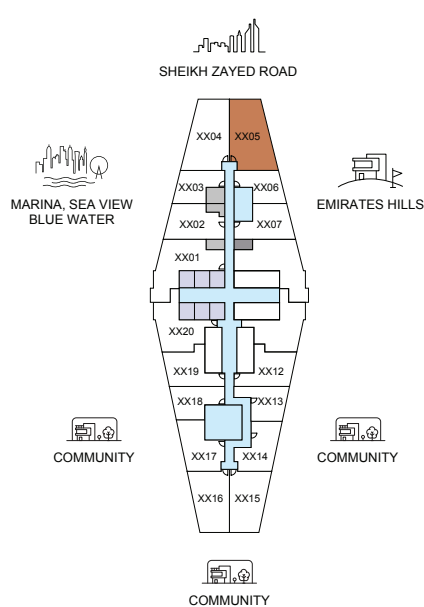 SHEIKH ZAYED ROAD
XX04
XX05
MARINA, SEA VIEW
BLUE WATER
EMIRATES HILLS
XX03
XX06
XX02
XX07
XX01
XX20
XX19
XX12
XX18
XX13
COMMUNITY
COMMUNITY
XX17
XX14
XX16
XX15
COMMUNITY